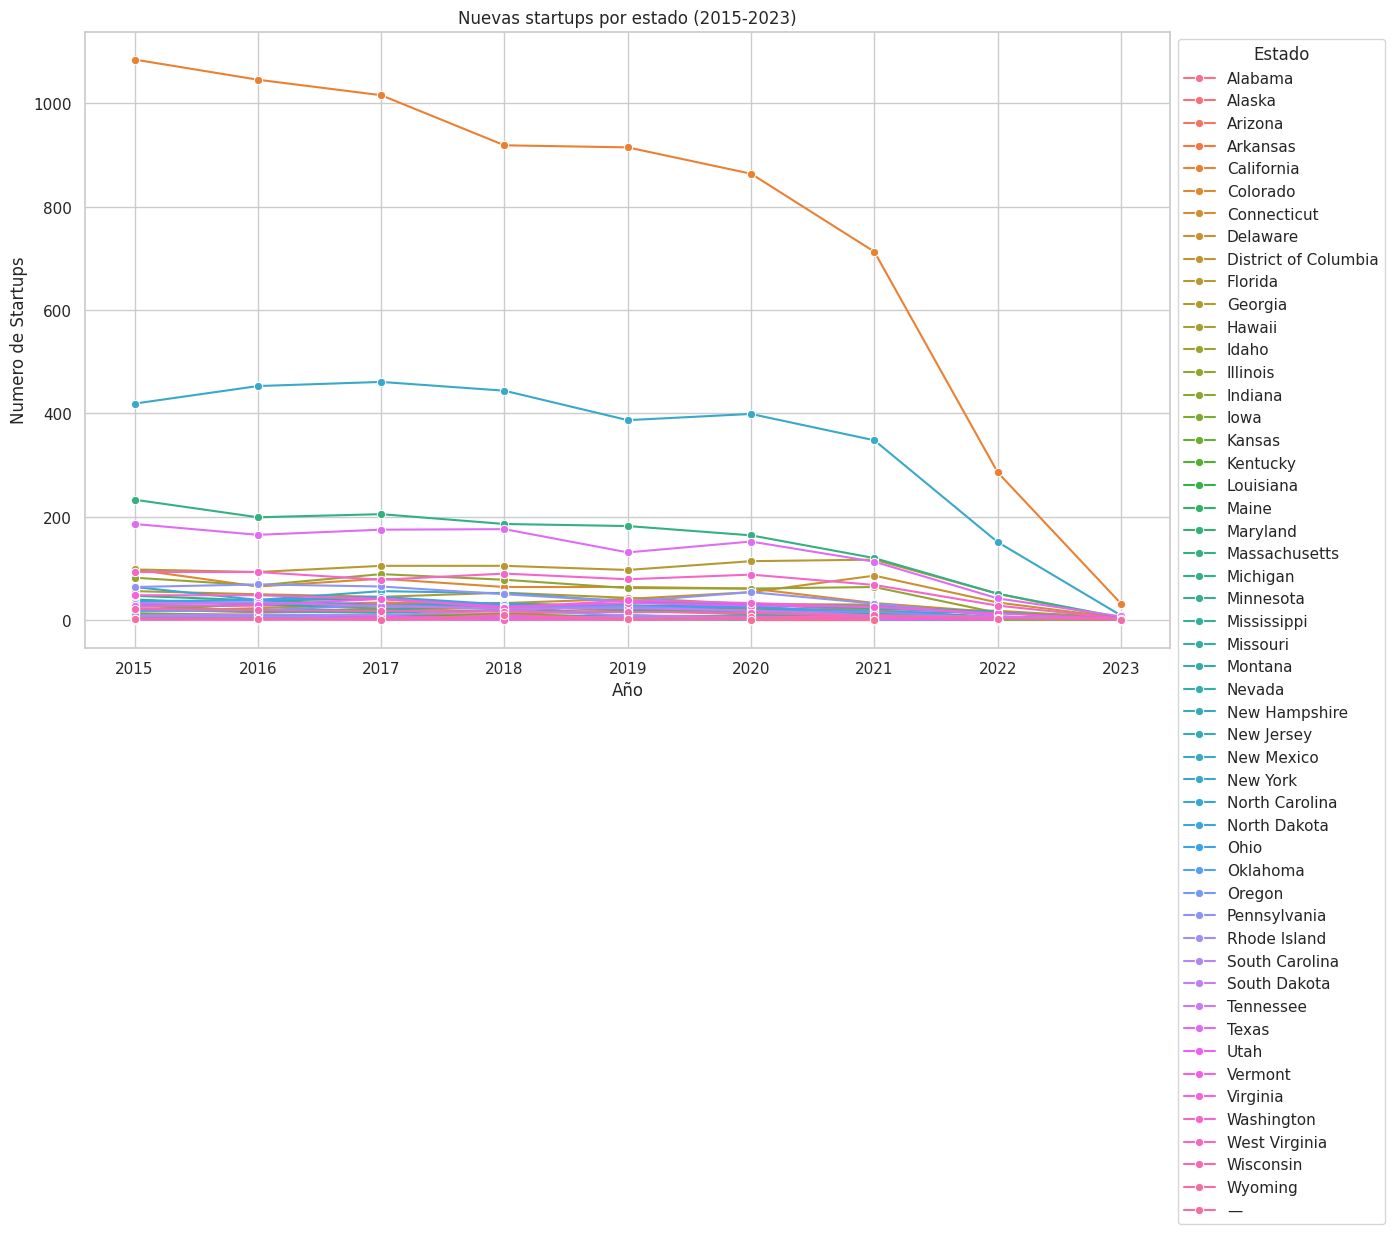 Nuevas startups por estado (2015-2023)
Numero de Startups
1000
800
600
400
200
0
2015 2016 2017 2018 2019 2020 2021 2022 2023
Año
Estado
Alabama
Alaska
Arizona
Arkansas
California
Colorado
Connecticut
Delaware
District of Columbia
Florida
Georgia
Hawaii
Idaho
Illinois
Indiana
Iowa
Kansas
Kentucky
Louisiana
Maine
Maryland
Massachusetts
Michigan
Minnesota
Mississippi
Missouri
Montana
Nevada
New Hampshire
New Jersey
New Mexico
New York
North Carolina
North Dakota
Ohio
Oklahoma
Oregon
Pennsylvania
Rhode Island
South Carolina
South Dakota
Tennessee
Texas
Utah
Vermont
Virginia
Washington
West Virginia
Wisconsin
Wyoming
—